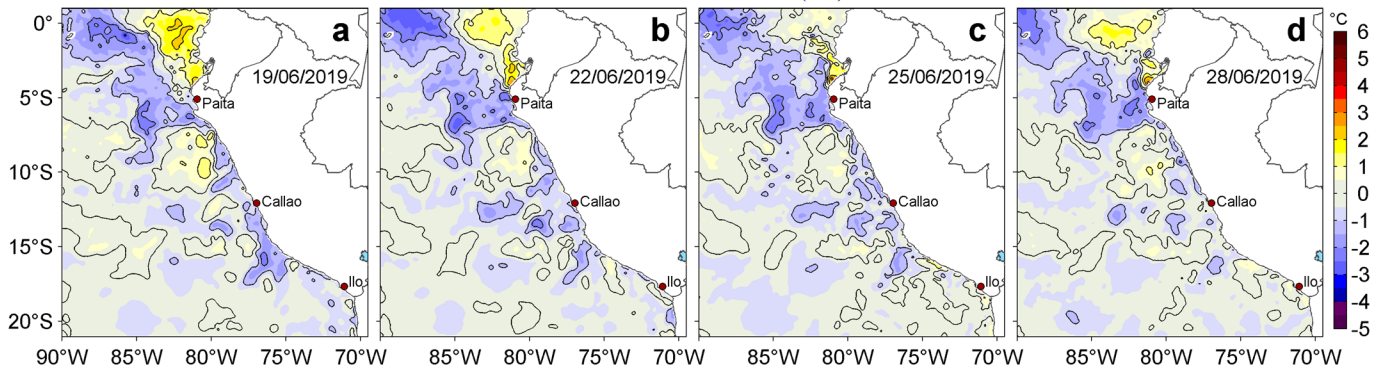 a
b
c
d
°C
0°
5°S
10°S
15°S
20°S
19/06/2019
22/06/2019
25/06/2019
28/06/2019
Paita
Paita
Paita
Paita
Callao
Callao
Callao
Callao
Ilo
Ilo
Ilo
Ilo
90°W 85°W 80°W 75°W 70°W
85°W 80°W 75°W 70°W
85°W 80°W 75°W 70°W
85°W 80°W 75°W 70°W
6
5
4
3
2
1
0
-1
-2
-3
-4
-5